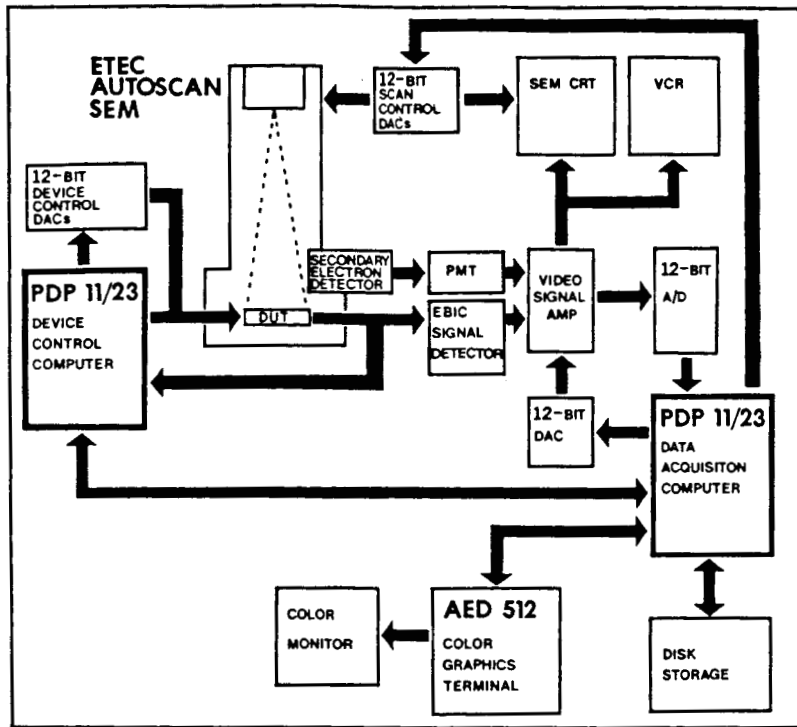 ETEC
AUTOSCAN
SEM
12-BIT
SCAN
CONTROL
DACs
SEM CRT
VCR
12-BIT
DEVICE
CONTROL
DACs
SECONDARY
ELECTRON
DETECTOR
PMT
VIDEO
SIGNAL
AMP
12-BIT
A/D
PDP 11/23
DEVICE
CONTROL
COMPUTER
DUT
EBIC
SIGNAL
DETECTOR
12-BIT
DAC
PDP 11/23
DATA
ACQUISITON
COMPUTER
COLOR
MONITOR
AED 512
COLOR
GRAPHICS
TERMINAL
DISK
STORAGE